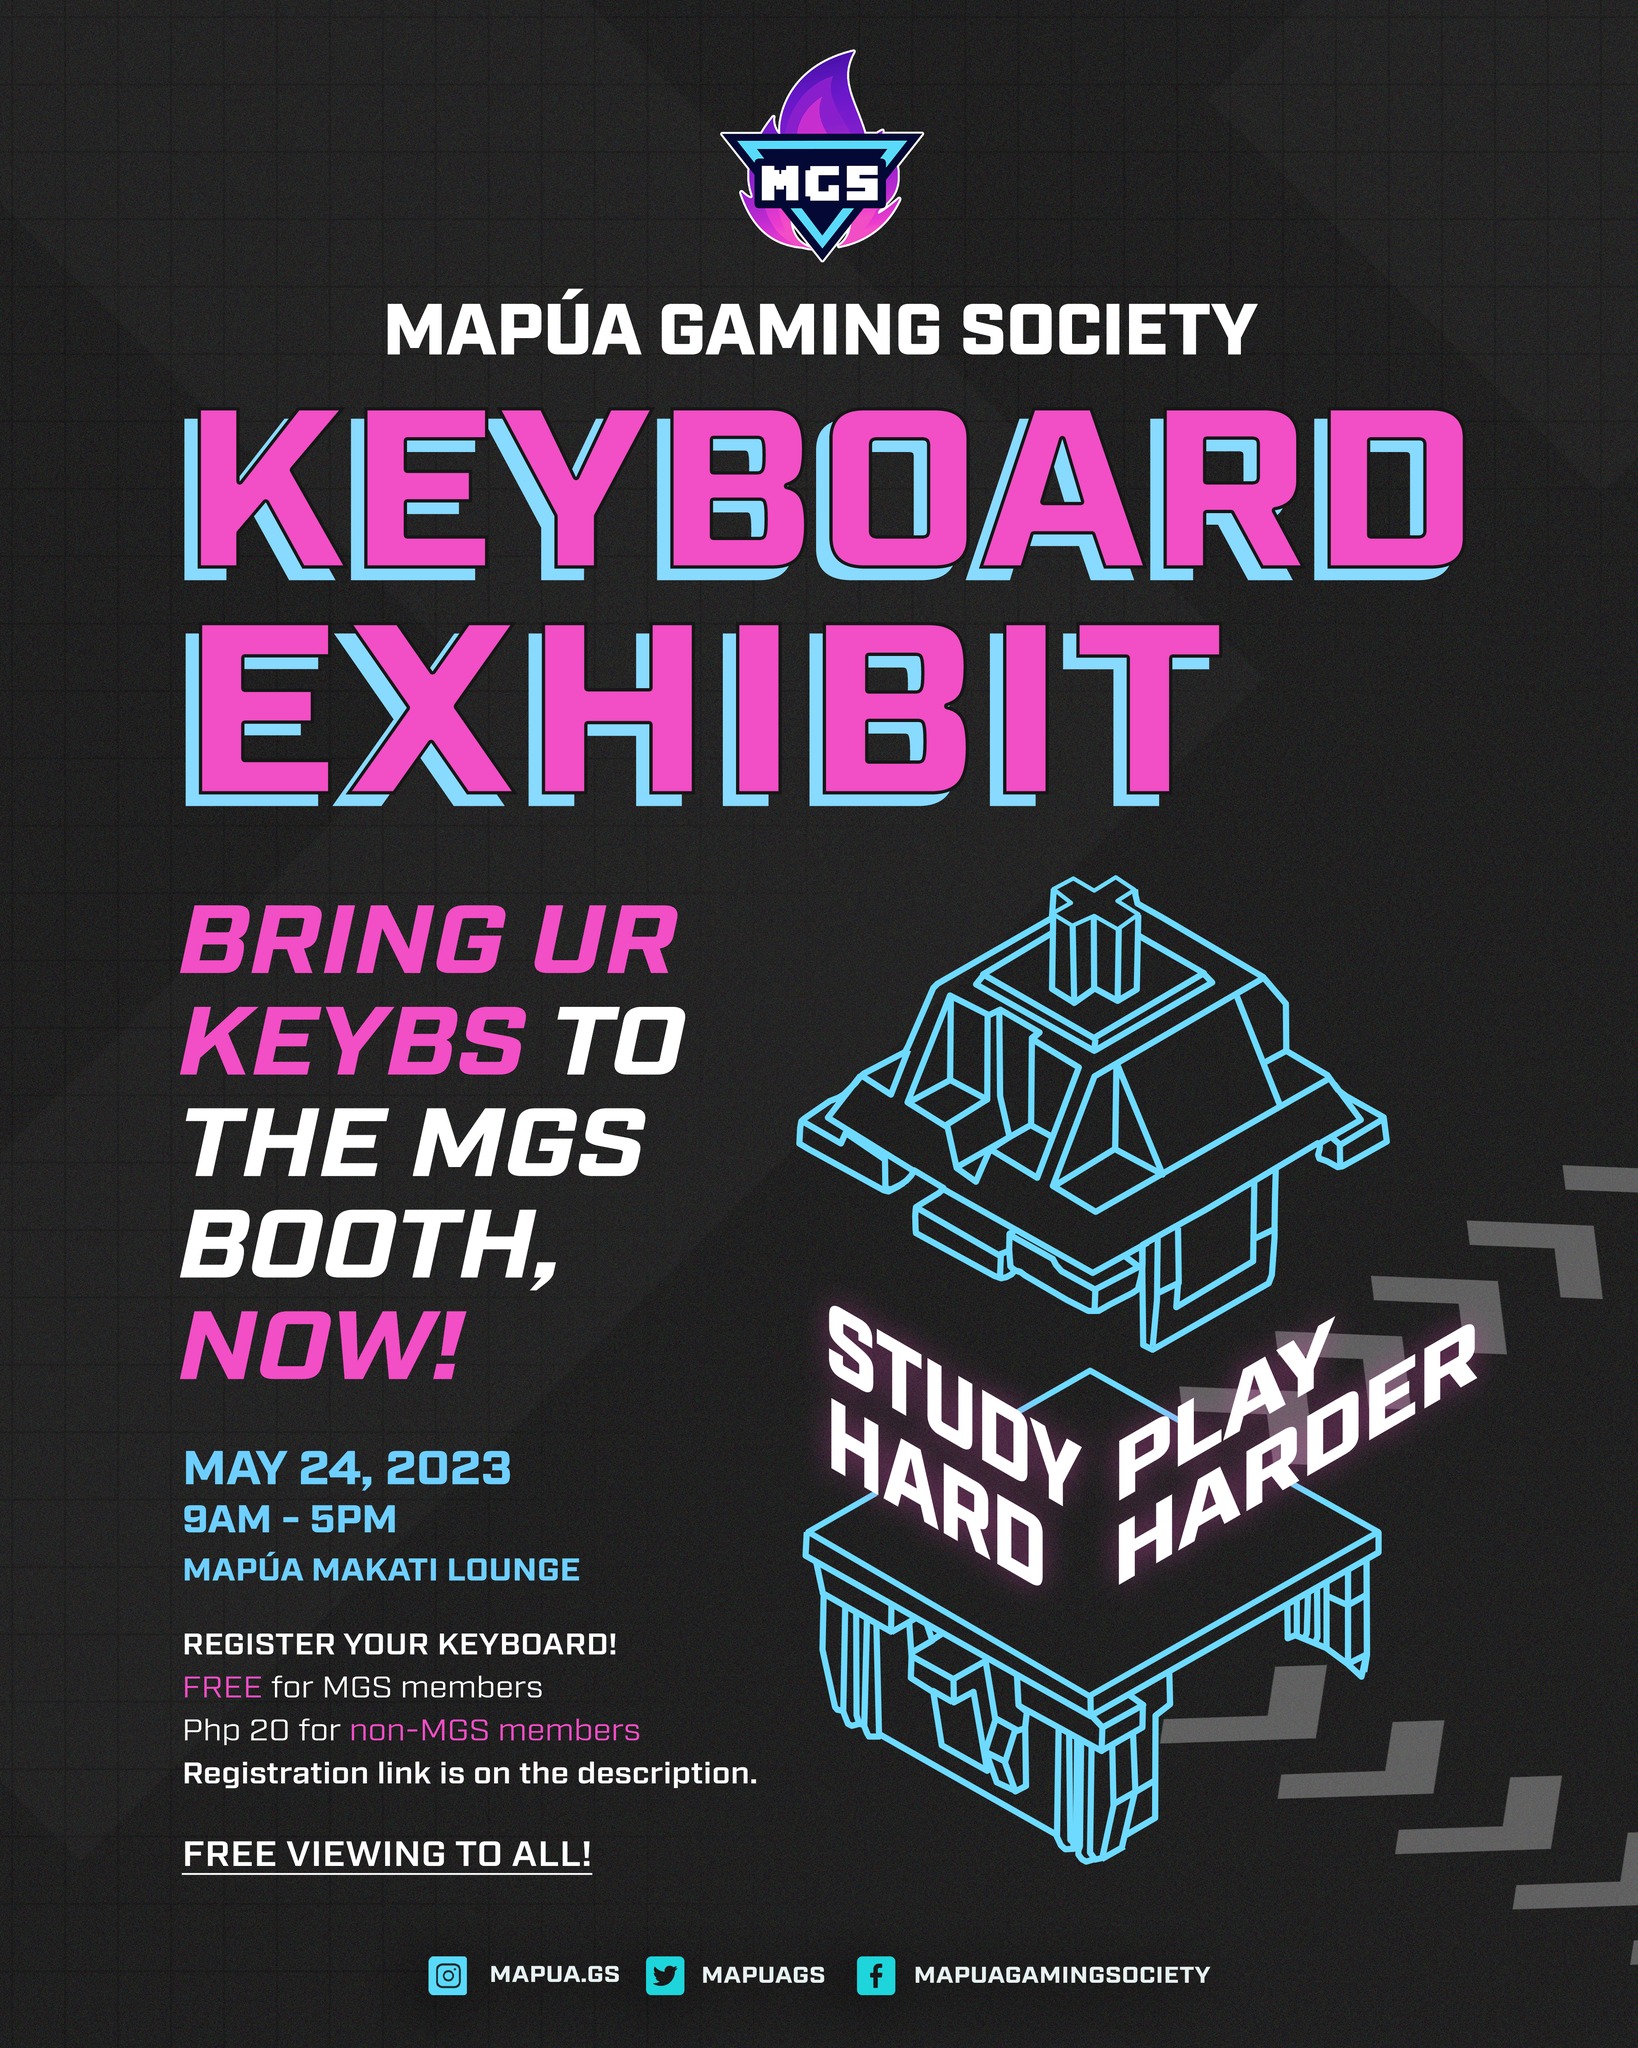 MGS
MAPÚA GAMING SOCIETY
KEYBOARD
EXHIBIT
BRING UR
KEYBS TO
THE MGS
BOOTH,
NOW!
STUDY
HARD
PLAY
HARDER
MAY 24, 2023
9AM - 5PM
MAPÚA MAKATI LOUNGE
REGISTER YOUR KEYBOARD!
FREE for MGS members
Php 20 for non-MGS members
Registration link is on the description.
FREE VIEWING TO ALL!
MAPUA.GS MAPUAGS MAPUAGAMINGSOCIETY